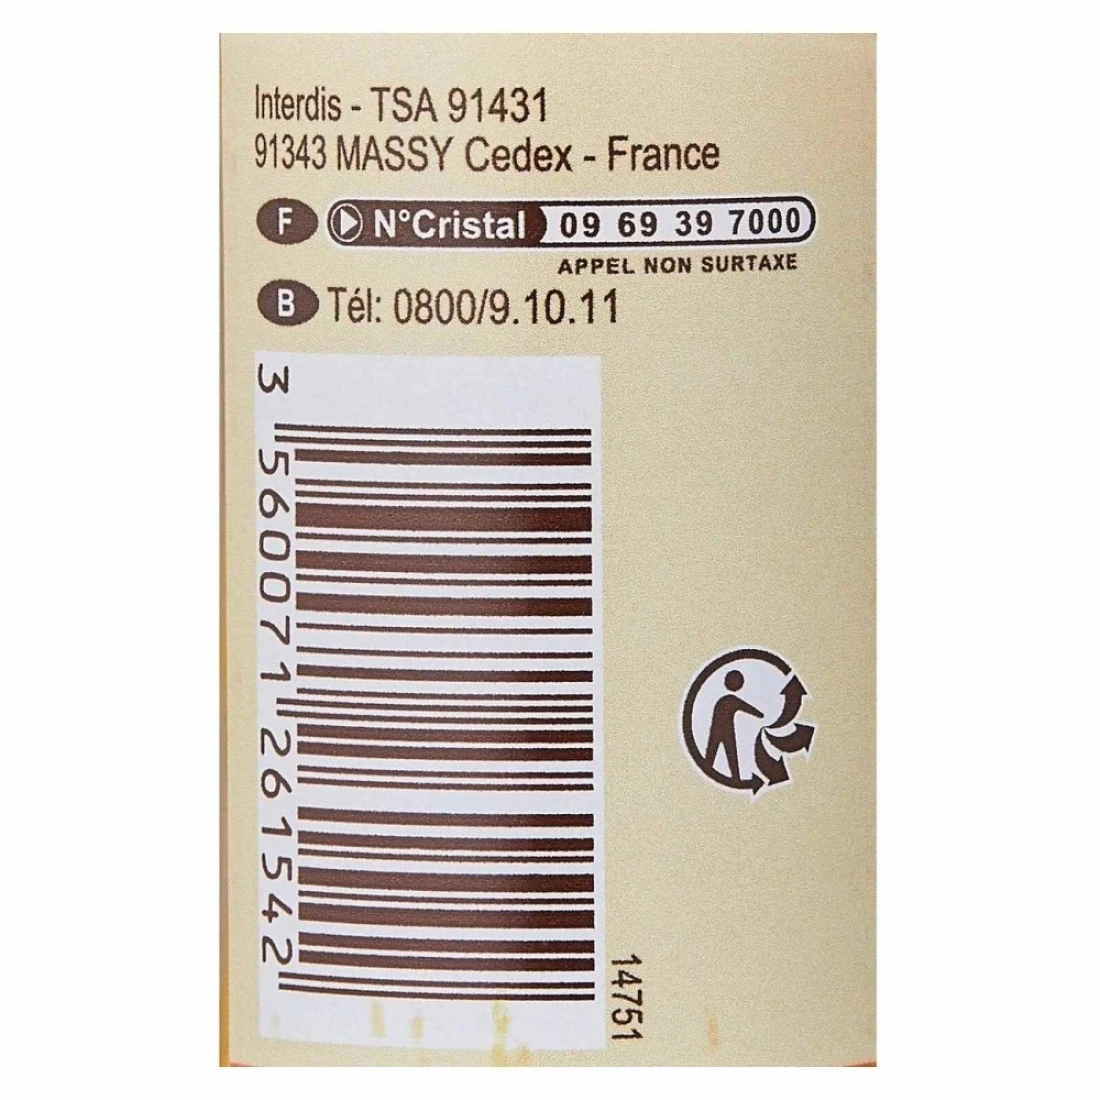 Interdis - TSA 91431
91343 MASSY Cedex - France
F N°Cristal 09 69 39 7000
APPEL NON SURTAXE
B Tél: 0800/9.10.11
3 560071 261542
14751